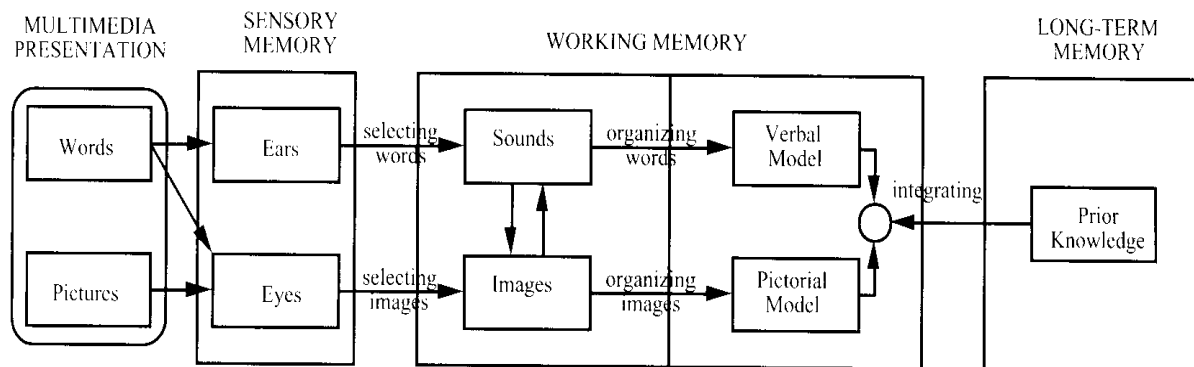 MULTIMEDIA
PRESENTATION
SENSORY
MEMORY
WORKING MEMORY
LONG-TERM
MEMORY
Words
Ears
selecting
words
Sounds
organizing
words
Verbal
Model
integrating
Prior
Knowledge
Pictures
Eyes
selecting
images
Images
organizing
images
Pictorial
Model